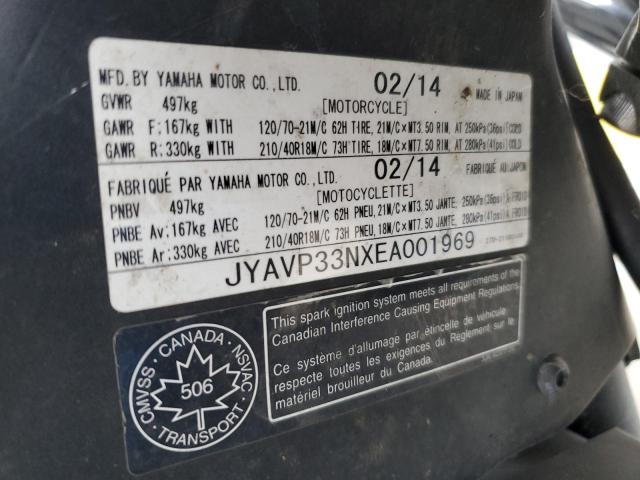 MFD. BY YAMAHA MOTOR CO., LTD. 02/14 MADE IN JAPAN
GVWR 497kg [MOTORCYCLE]
GAWR F: 167kg WITH 120/70-21M/C 62H TIRE, 21M/C×MT3.50 RIM, AT 250kPa(36psi) COLD
GAWR R: 330kg WITH 210/40R18M/C 73H TIRE, 18M/C×MT7.50 RIM, AT 280kPa(41psi) COLD
FABRIQUÉ PAR YAMAHA MOTOR CO., LTD. 02/14 FABRIQUÉ AU JAPON
PNBV 497kg [MOTOCYCLETTE]
PNBE Av: 167kg AVEC 120/70-21M/C 62H PNEU, 21M/C×MT3.50 JANTE, 250kPa(36psi) A FROID
PNBE Ar: 330kg AVEC 210/40R18M/C 73H PNEU, 18M/C×MT7.50 JANTE, 280kPa(41psi) A FROID
JYAVP33NXEA001969
This spark ignition system meets all requirements of the
Canadian Interference Causing Equipment Regulations.
Ce système d'allumage par étincelle de véhicule
respecte toutes les exigences du Règlement sur le
matériel brouilleur du Canada.
CANADA
CMVSS
NSVAC
506
TRANSPORT